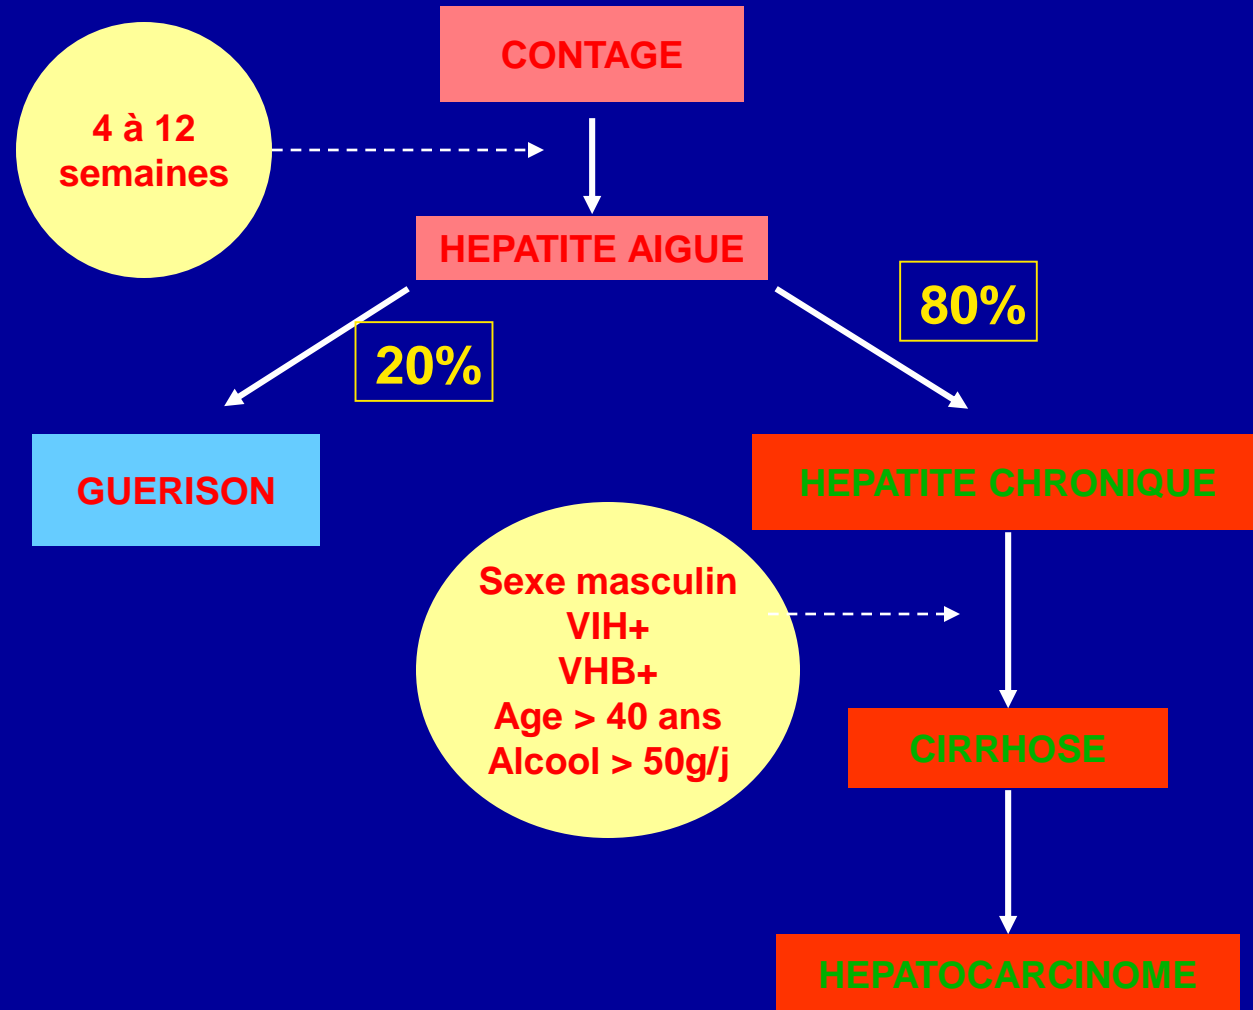 CONTAGE
4 à 12
semaines
HEPATITE AIGUE
80%
20%
GUERISON
HEPATITE CHRONIQUE
Sexe masculin
VIH+
VHB+
Age > 40 ans
Alcool > 50g/j
CIRRHOSE
HEPATOCARCINOME